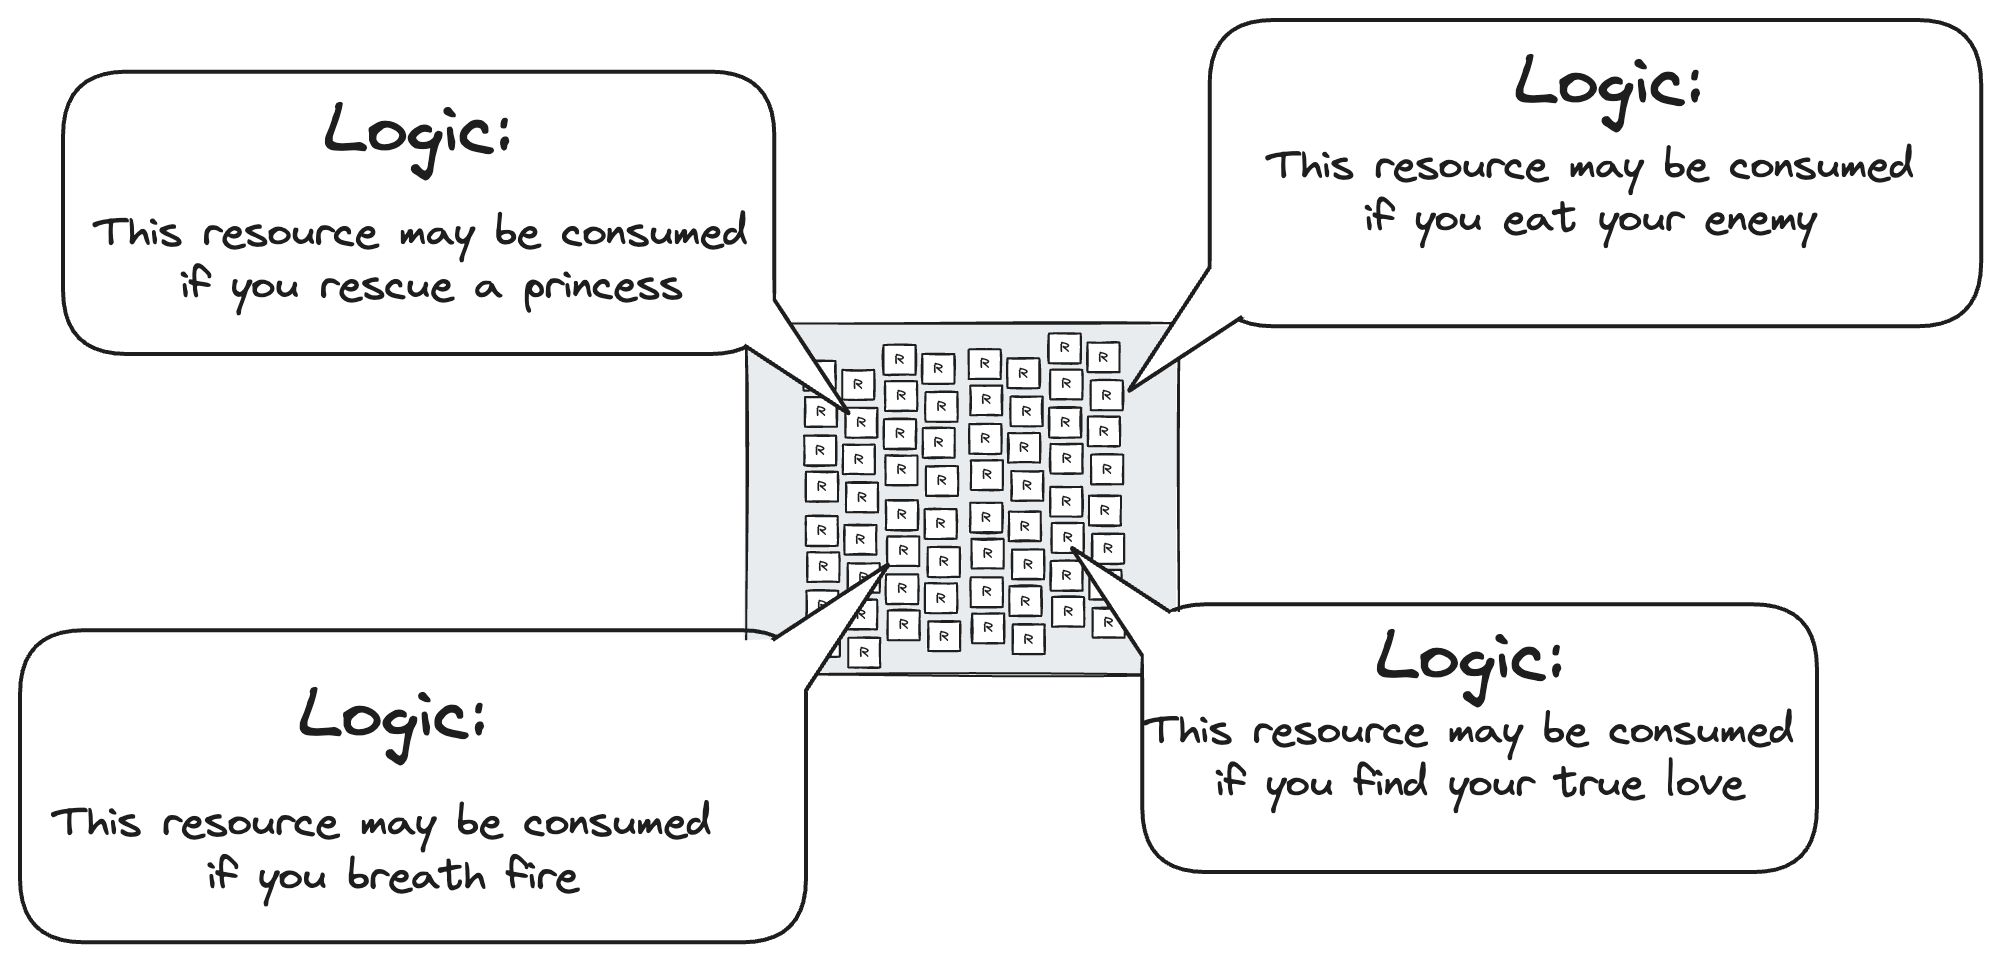 Logic:
This resource may be consumed
if you rescue a princess
Logic:
This resource may be consumed
if you eat your enemy
R R R R R R R
R R R R R R R R
R R R R R R R R
R R R R R R R R
R R R R R R R R
R R R R R R R R
R R R R R R R
R R R R R R R
Logic:
This resource may be consumed
if you breath fire
Logic:
This resource may be consumed
if you find your true love